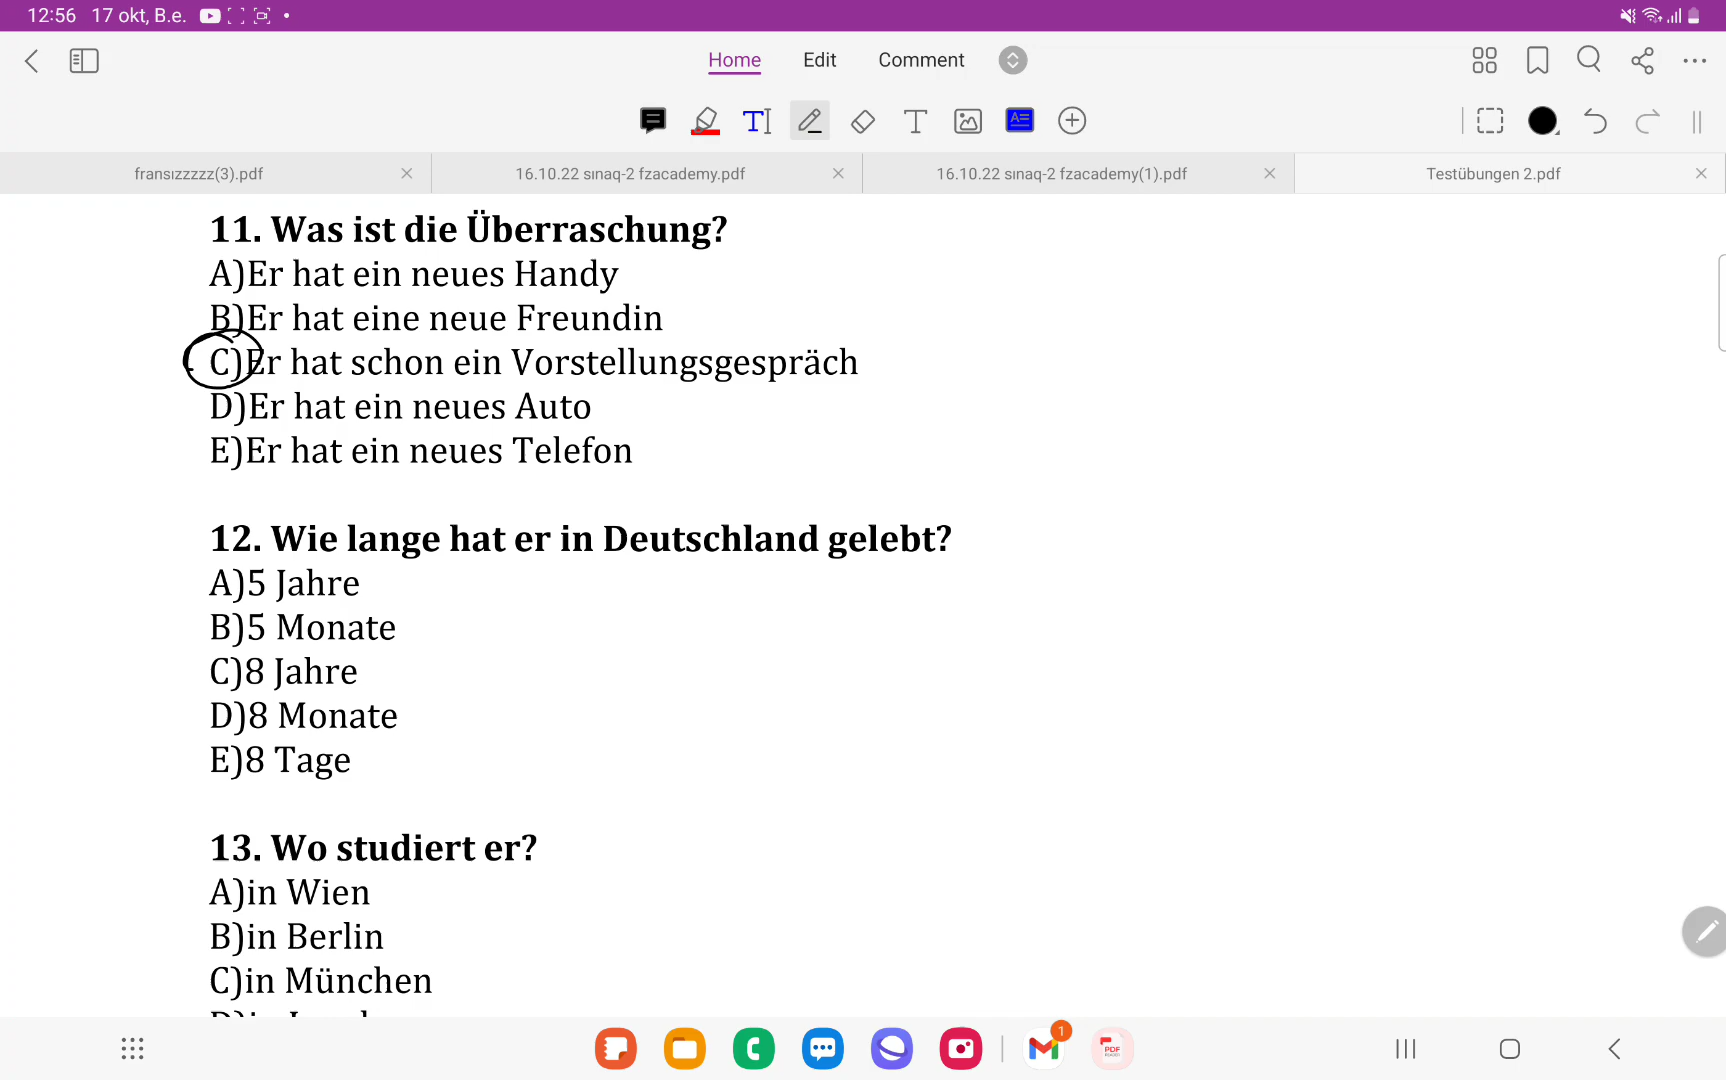 12:56 17 okt, B.e.
Home Edit Comment
fransızzzzz(3).pdf
16.10.22 sınaq-2 fzacademy.pdf
16.10.22 sınaq-2 fzacademy(1).pdf
Testübungen 2.pdf
11. Was ist die Überraschung?
A)Er hat ein neues Handy
B)Er hat eine neue Freundin
C)Er hat schon ein Vorstellungsgespräch
D)Er hat ein neues Auto
E)Er hat ein neues Telefon
12. Wie lange hat er in Deutschland gelebt?
A)5 Jahre
B)5 Monate
C)8 Jahre
D)8 Monate
E)8 Tage
13. Wo studiert er?
A)in Wien
B)in Berlin
C)in München
1
PDF